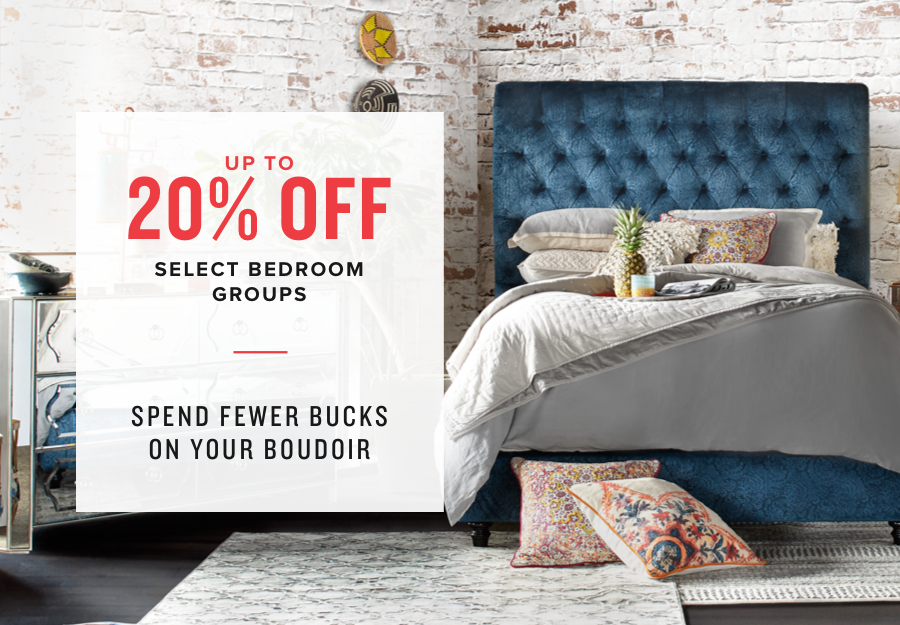 UP TO
20% OFF
SELECT BEDROOM
GROUPS
SPEND FEWER BUCKS
ON YOUR BOUDOIR